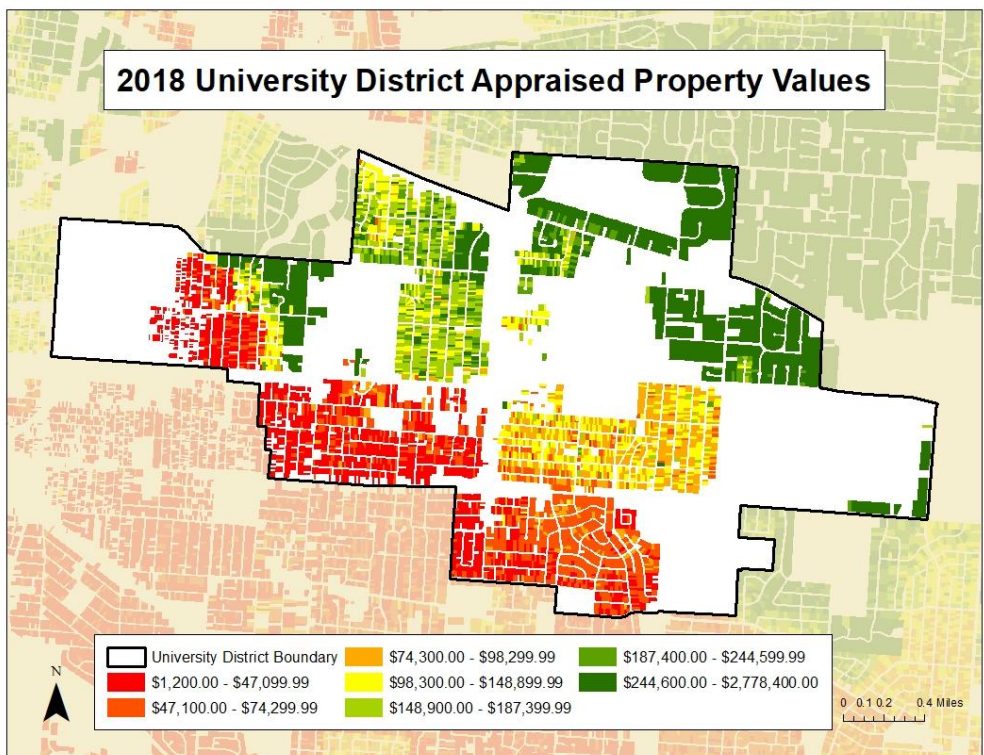 2018 University District Appraised Property Values
University District Boundary
$1,200.00 - $47,099.99
$47,100.00 - $74,299.99
$74,300.00 - $98,299.99
$98,300.00 - $148,899.99
$148,900.00 - $187,399.99
$187,400.00 - $244,599.99
$244,600.00 - $2,778,400.00
N
0 0.1 0.2 0.4 Miles